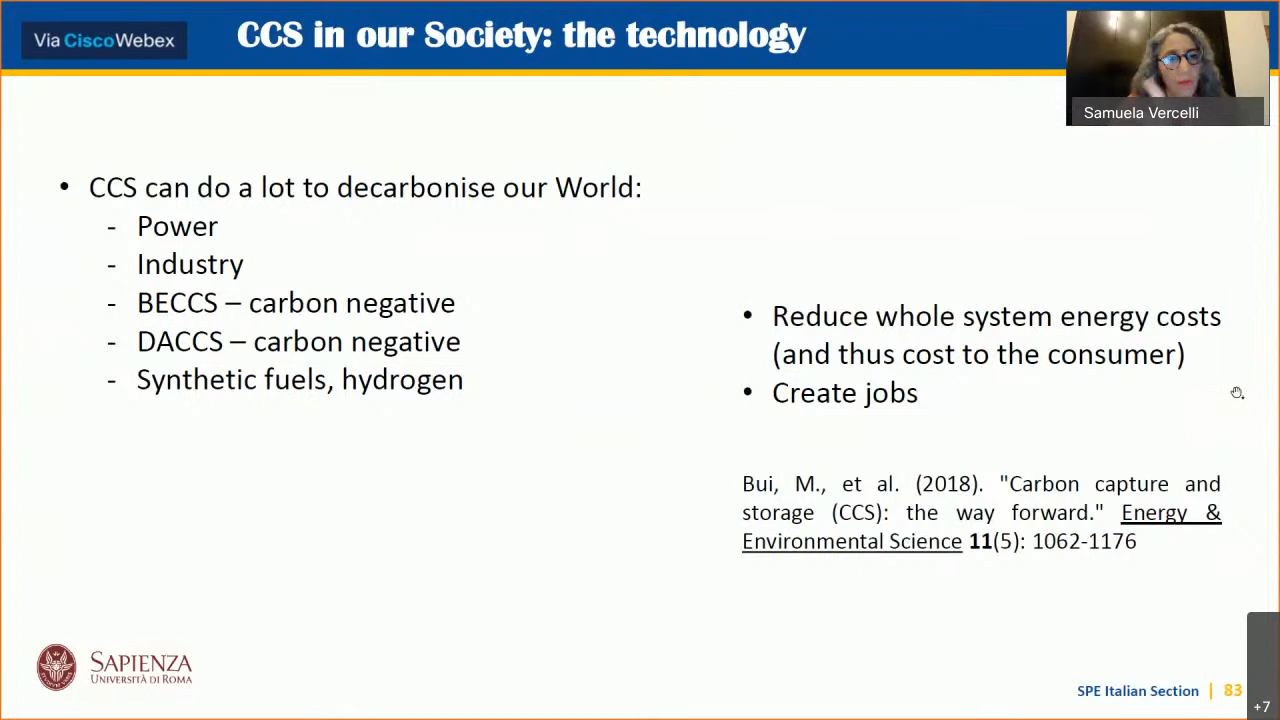 Via CiscoWebex
CCS in our Society: the technology
Samuela Vercelli
• CCS can do a lot to decarbonise our World:
- Power
- Industry
- BECCS – carbon negative
- DACCS – carbon negative
- Synthetic fuels, hydrogen
• Reduce whole system energy costs
(and thus cost to the consumer)
• Create jobs
Bui, M., et al. (2018). "Carbon capture and
storage (CCS): the way forward." Energy &
Environmental Science 11(5): 1062-1176
SAPIENZA
UNIVERSITÀ DI ROMA
SPE Italian Section | 83
+7